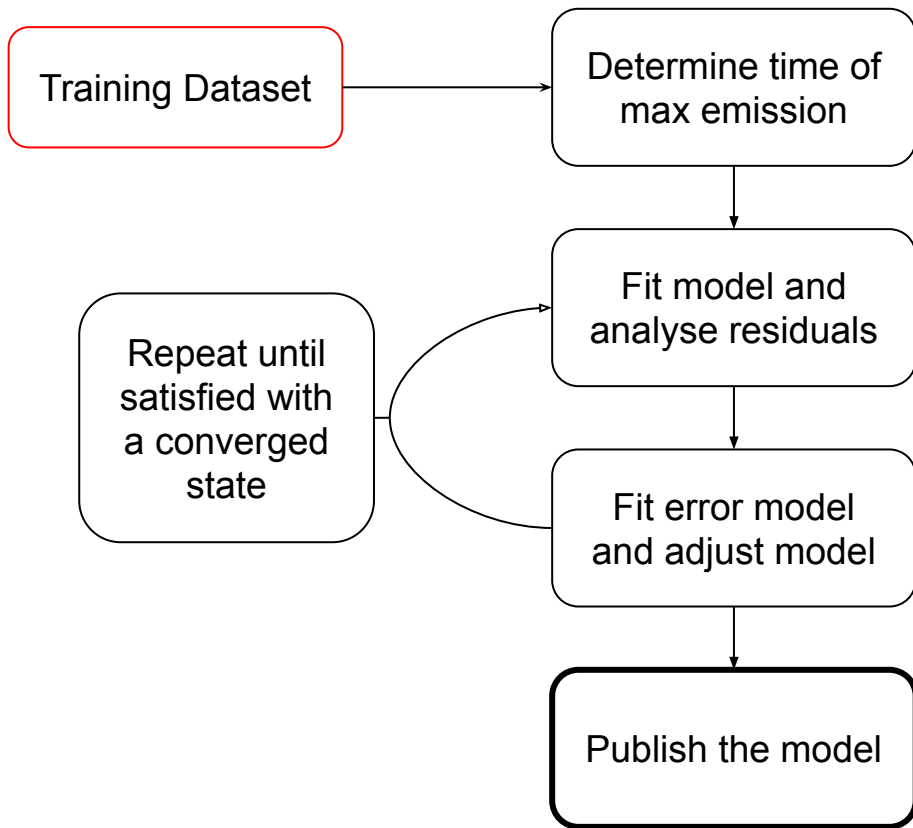 Training Dataset
Determine time of
max emission
Fit model and
analyse residuals
Repeat until
satisfied with
a converged
state
Fit error model
and adjust model
Publish the model